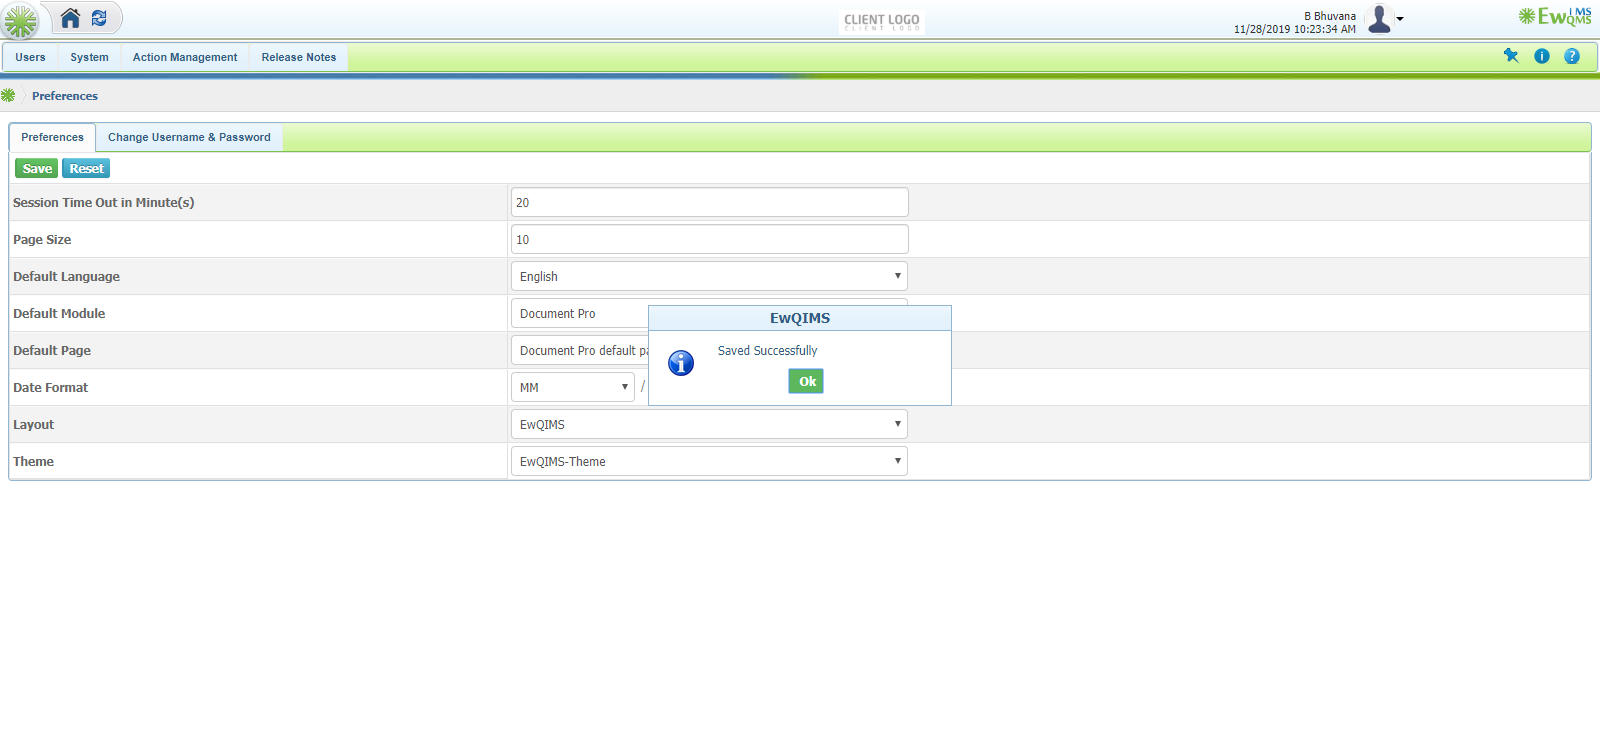 CLIENT LOGO
CLIENT LOGO
B Bhuvana
11/28/2019 10:23:34 AM
EwIMS
QMS
Users System Action Management Release Notes
Preferences
Preferences Change Username & Password
Save Reset
Session Time Out in Minute(s) 20
Page Size 10
Default Language English
Default Module Document Pro
Default Page Document Pro default pa
Date Format MM /
Layout EwQIMS
Theme EwQIMS-Theme
EwQIMS
Saved Successfully
Ok